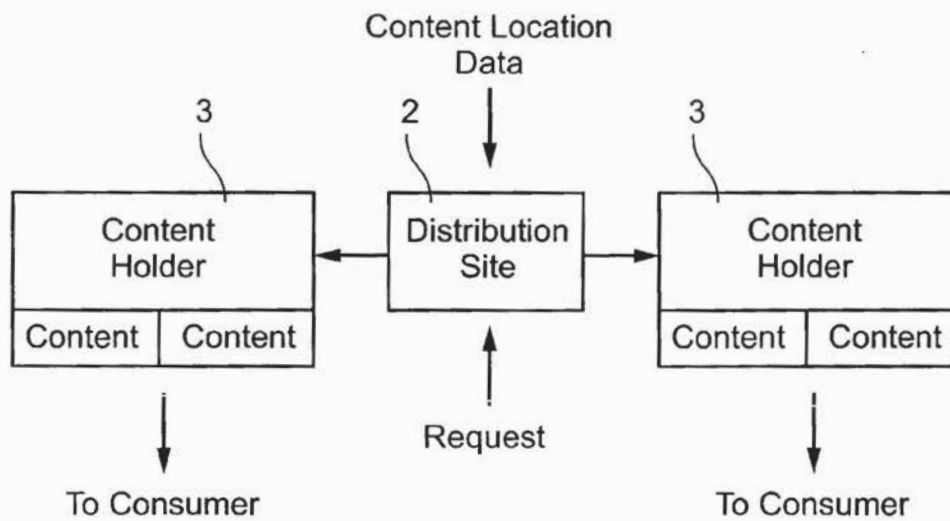 Content Location
Data
3
2
3
Content
Holder
Distribution
Site
Content
Holder
Content
Content
Content
Content
Request
To Consumer
To Consumer